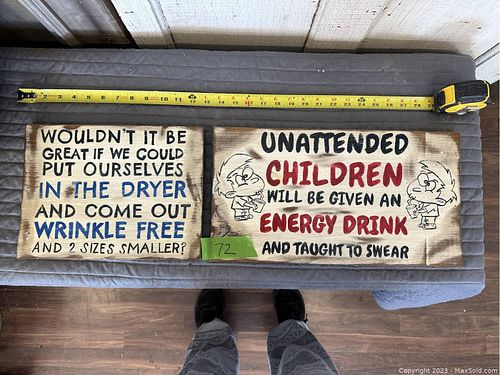 WOULDN'T IT BE
GREAT IF WE COULD
PUT OURSELVES
IN THE DRYER
AND COME OUT
WRINKLE FREE
AND 2 SIZES SMALLER?
UNATTENDED
CHILDREN
WILL BE GIVEN AN
ENERGY DRINK
AND TAUGHT TO SWEAR
72
Copyright 2023 - MaxSold.com